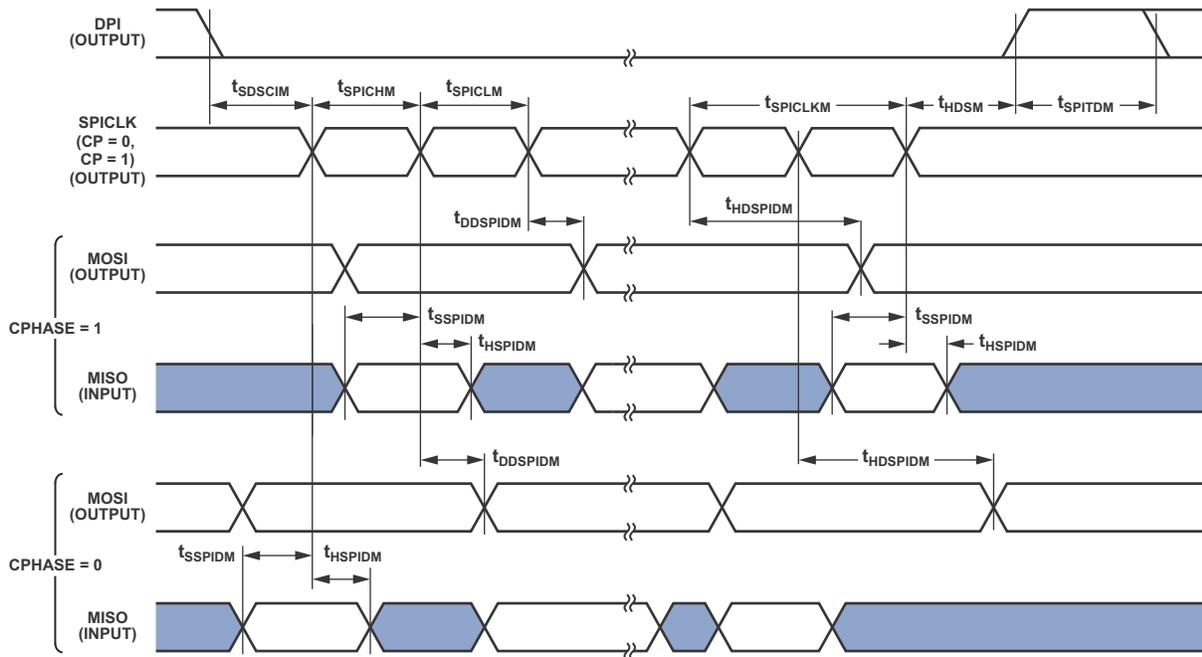 DPI
(OUTPUT)
tSDSCIM
tSPICHM
tSPICLM
tSPICLKM
tHDSM
tSPITDM
SPICLK
(CP = 0,
CP = 1)
(OUTPUT)
tDDSPIDM
tHDSPIDM
MOSI
(OUTPUT)
CPHASE = 1
tSSPIDM
tSSPIDM
tHSPIDM
tHSPIDM
MISO
(INPUT)
tDDSPIDM
tHDSPIDM
MOSI
(OUTPUT)
CPHASE = 0
tSSPIDM
tHSPIDM
MISO
(INPUT)